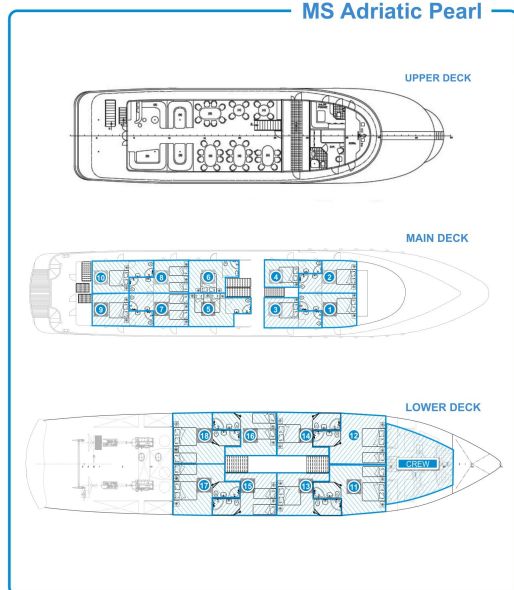 MS Adriatic Pearl
UPPER DECK
MAIN DECK
10 8 6 4 2
9 7 5 3 1
LOWER DECK
18 16 14 12
CREW
17 15 13 11